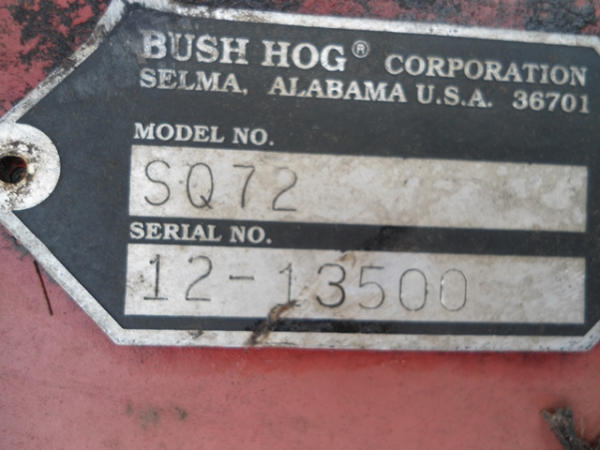 BUSH HOG® CORPORATION
SELMA, ALABAMA U.S.A. 36701
MODEL NO.
SQ72
SERIAL NO.
12-13500